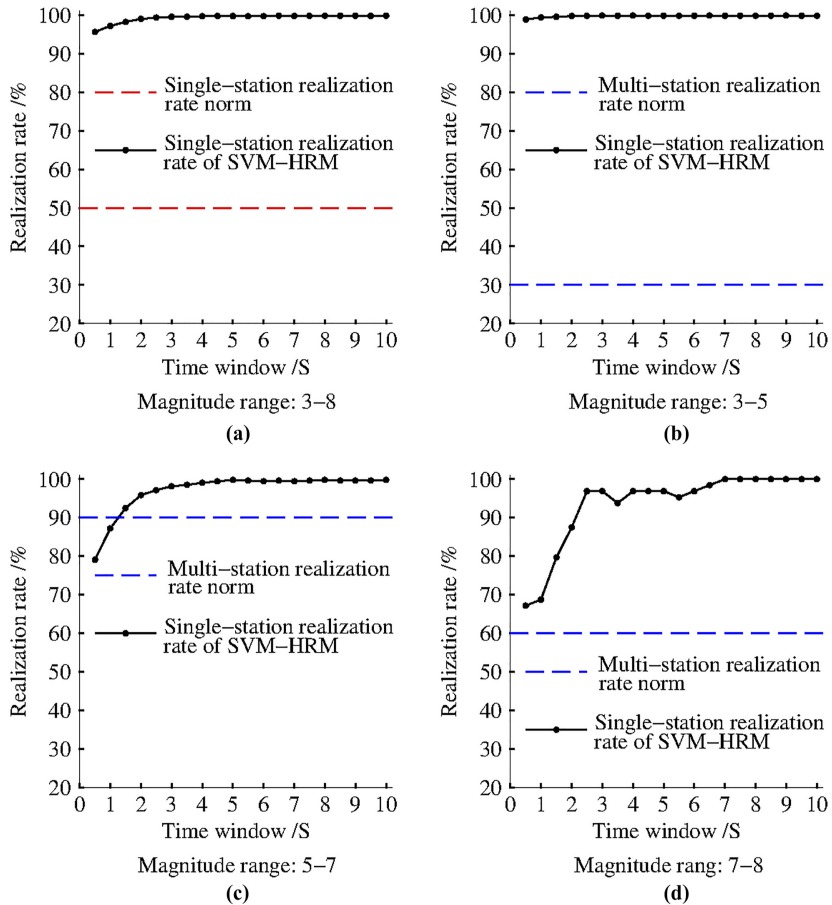 100
90
80
70
60
50
40
30
20
Realization rate /%
Single−station realization
rate norm
Single−station realization
rate of SVM−HRM
0 1 2 3 4 5 6 7 8 9 10
Time window /S
Magnitude range: 3−8
(a)
100
90
80
70
60
50
40
30
20
Realization rate /%
Multi−station realization
rate norm
Single−station realization
rate of SVM−HRM
0 1 2 3 4 5 6 7 8 9 10
Time window /S
Magnitude range: 3−5
(b)
100
90
80
70
60
50
40
30
20
Realization rate /%
Multi−station realization
rate norm
Single−station realization
rate of SVM−HRM
0 1 2 3 4 5 6 7 8 9 10
Time window /S
Magnitude range: 5−7
(c)
100
90
80
70
60
50
40
30
20
Realization rate /%
Multi−station realization
rate norm
Single−station realization
rate of SVM−HRM
0 1 2 3 4 5 6 7 8 9 10
Time window /S
Magnitude rang: 7−8
(d)